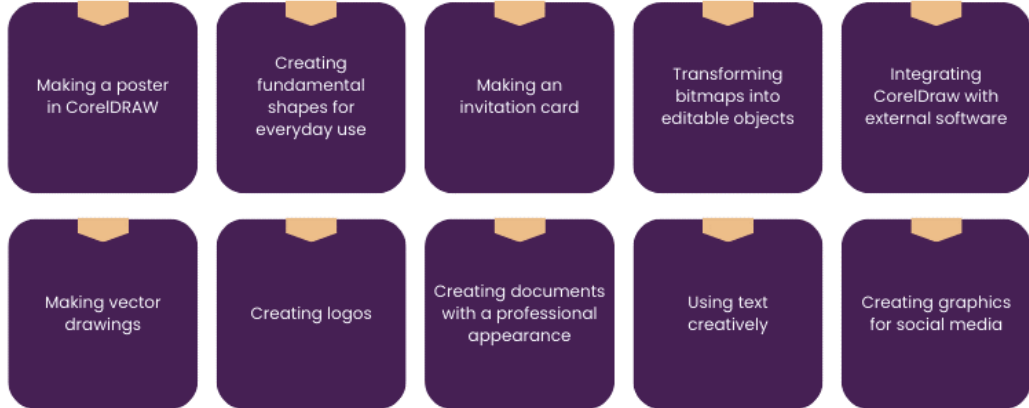 Making a poster
in CorelDRAW
Creating
fundamental
shapes for
everyday use
Making an
invitation card
Transforming
bitmaps into
editable objects
Integrating
CorelDraw with
external software
Making vector
drawings
Creating logos
Creating documents
with a professional
appearance
Using text
creatively
Creating graphics
for social media